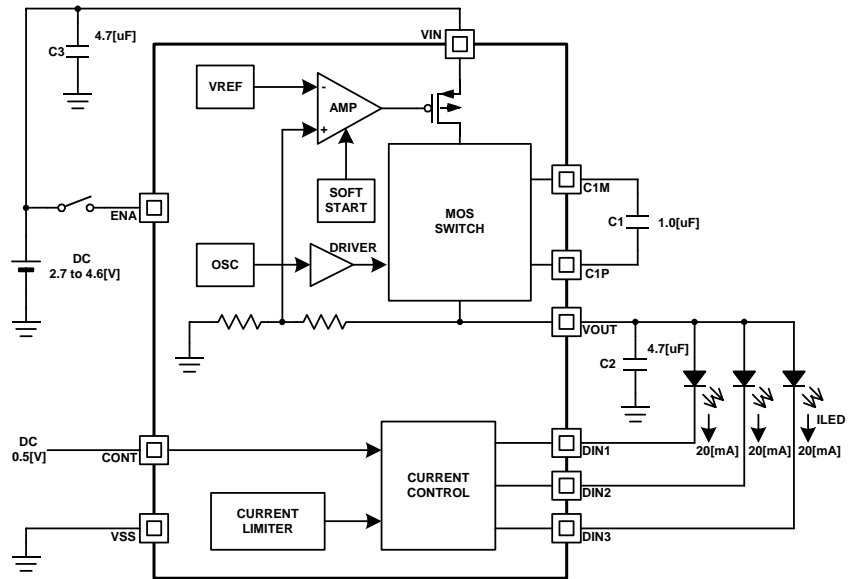 4.7[uF]
C3
VIN
VREF
-
AMP
+
SOFT
START
MOS
SWITCH
C1M
C1
1.0[uF]
C1P
ENA
DC
2.7 to 4.6[V]
OSC
DRIVER
VOUT
4.7[uF]
C2
ILED
20[mA]
20[mA]
20[mA]
DC
0.5[V]
CONT
CURRENT
CONTROL
DIN1
DIN2
DIN3
CURRENT
LIMITER
VSS